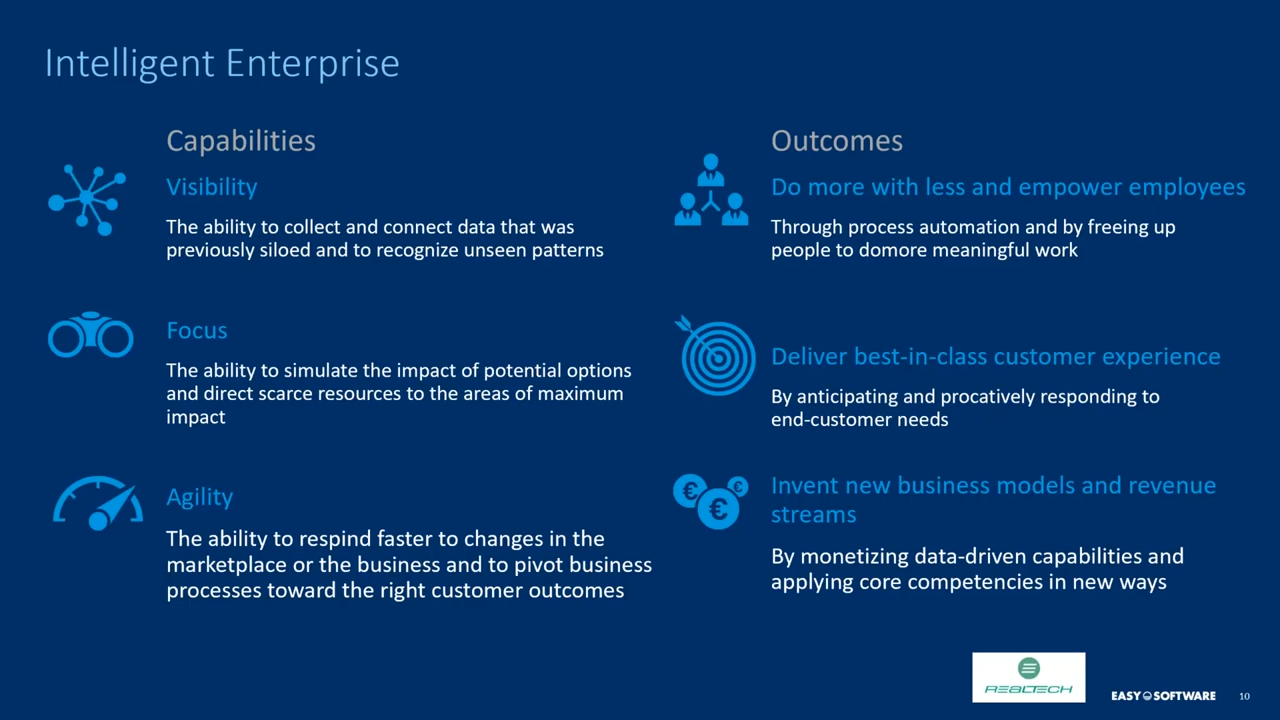 Intelligent Enterprise
Capabilities
Visibility
The ability to collect and connect data that was
previously siloed and to recognize unseen patterns
Focus
The ability to simulate the impact of potential options
and direct scarce resources to the areas of maximum
impact
Agility
The ability to respind faster to changes in the
marketplace or the business and to pivot business
processes toward the right customer outcomes
Outcomes
Do more with less and empower employees
Through process automation and by freeing up
people to domore meaningful work
Deliver best-in-class customer experience
By anticipating and procatively responding to
end-customer needs
€ € €
Invent new business models and revenue
streams
By monetizing data-driven capabilities and
applying core competencies in new ways
REALTECH
EASY SOFTWARE
10